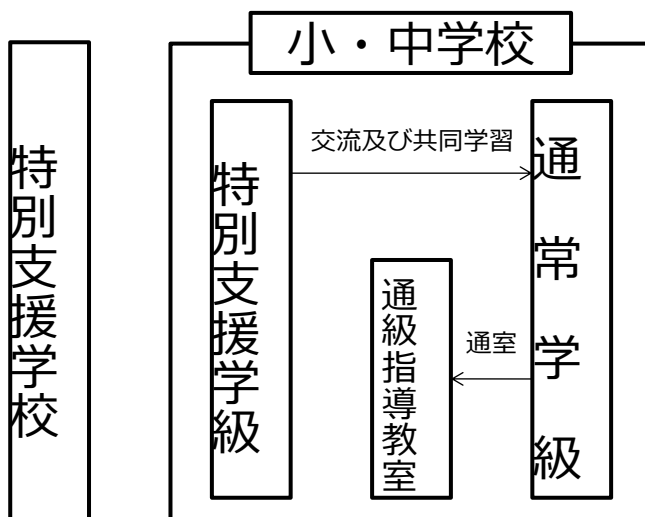 小・中学校
特別支援学校
特別支援学級
交流及び共同学習
通級指導教室
通室
通常学級